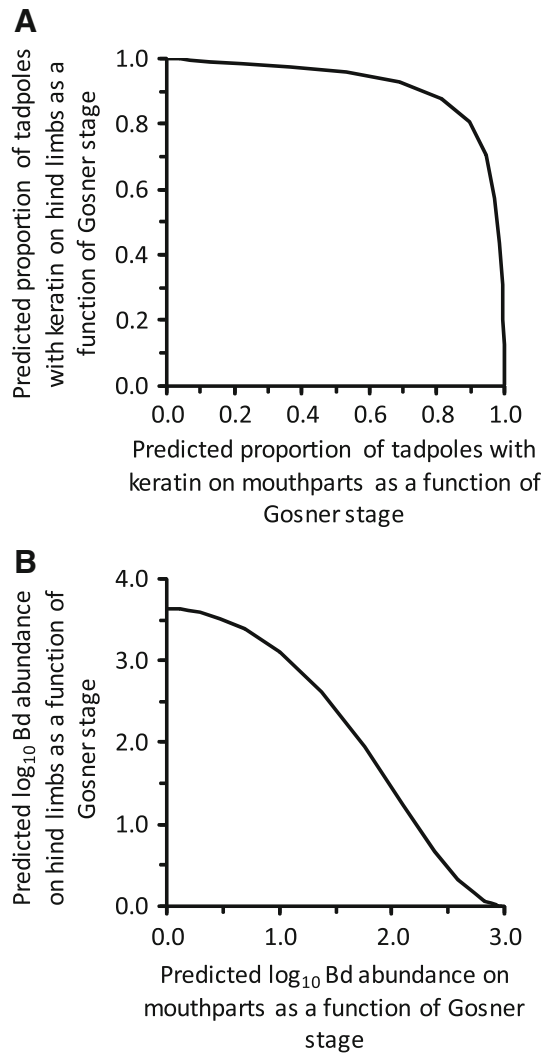 A
Predicted proportion of tadpoles
with keratin on hind limbs as a
function of Gosner stage
1.0
0.8
0.6
0.4
0.2
0.0
0.0 0.2 0.4 0.6 0.8 1.0
Predicted proportion of tadpoles with
keratin on mouthparts as a function of
Gosner stage
B
Predicted log10 Bd abundance
on hind limbs as a function of
Gosner stage
4.0
3.0
2.0
1.0
0.0
0.0 1.0 2.0 3.0
Predicted log10 Bd abundance on
mouthparts as a function of Gosner
stage